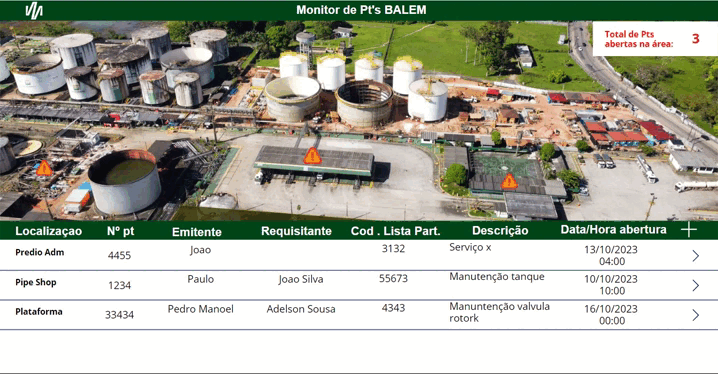 Monitor de Pt's BALEM
Total de Pts
abertas na área:
3
Localizaçao Nº pt Emitente Requisitante Cod . Lista Part. Descrição Data/Hora abertura
Predio Adm 4455 Joao 3132 Serviço x 13/10/2023
04:00
Pipe Shop 1234 Paulo Joao Silva 55673 Manutenção tanque 10/10/2023
10:00
Plataforma 33434 Pedro Manoel Adelson Sousa 4343 Manuntenção valvula 16/10/2023
rotork 00:00